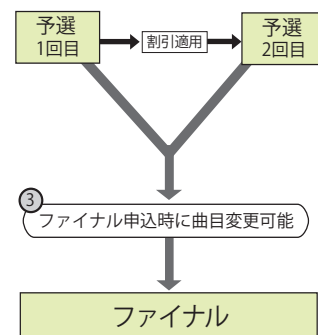 予選
1回目
割引適用
予選
2回目
③
ファイナル申込時に曲目変更可能
ファイナル